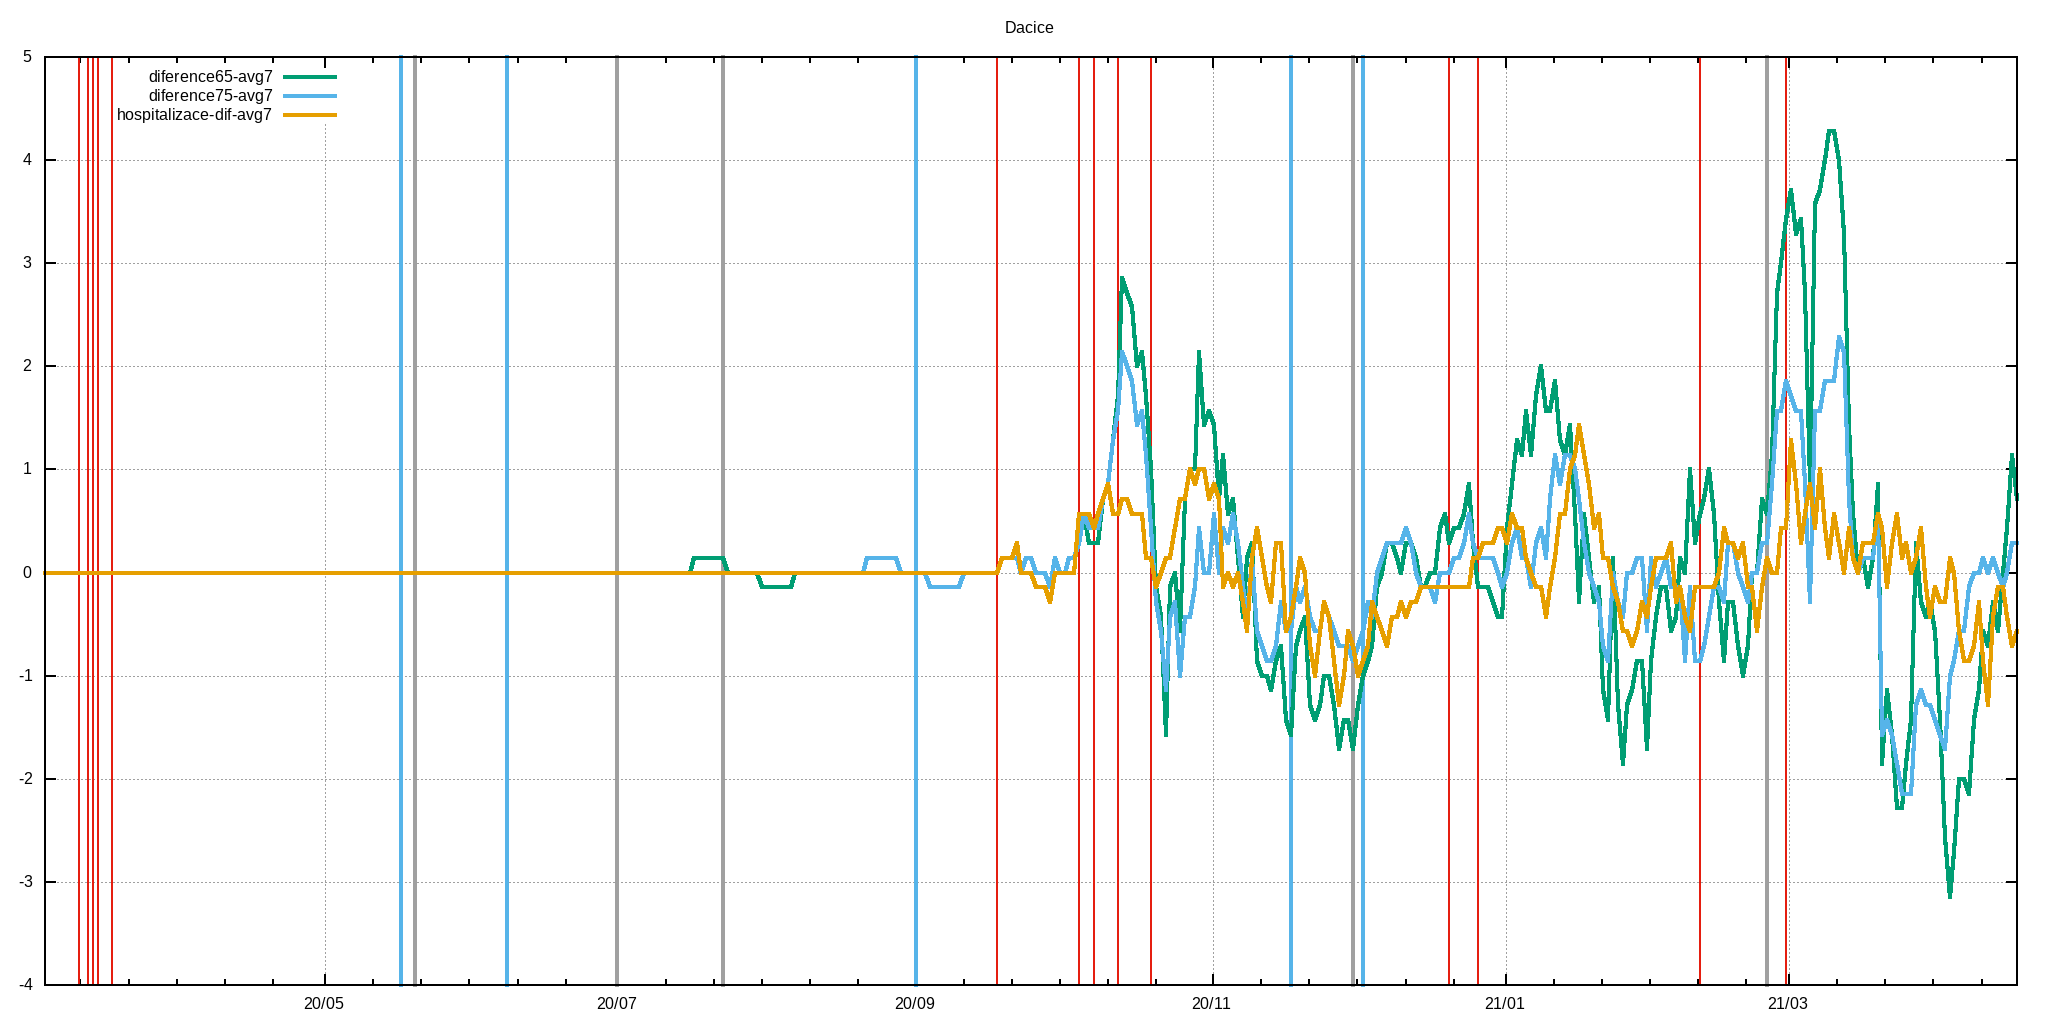 Dacice
diference65-avg7
diference75-avg7
hospitalizace-dif-avg7
5
4
3
2
1
0
-1
-2
-3
-4
20/05 20/07 20/09 20/11 21/01 21/03